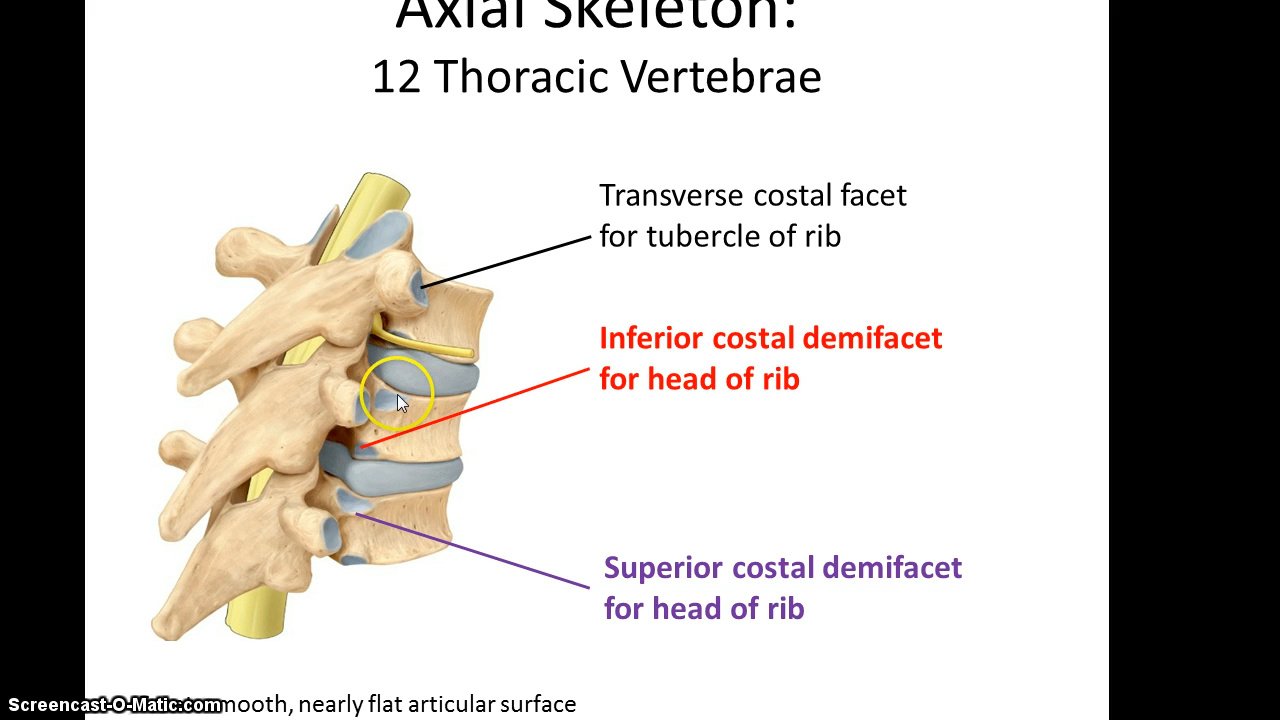 Axial Skeleton:
12 Thoracic Vertebrae
Transverse costal facet
for tubercle of rib
Inferior costal demifacet
for head of rib
Superior costal demifacet
for head of rib
Screencast-O-Matic.com
smooth, nearly flat articular surface